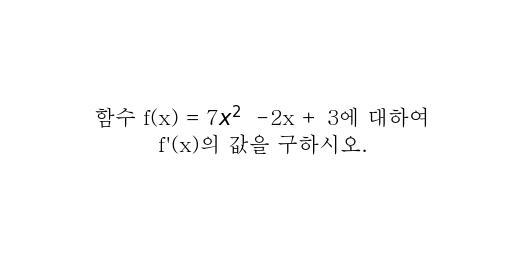 함수 f(x) = 7x² -2x + 3에 대하여
f'(x)의 값을 구하시오.